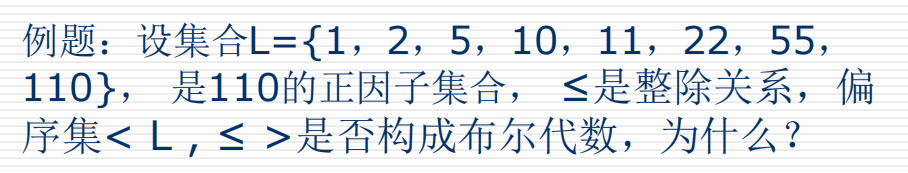 例题：设集合L={1，2，5，10，11，22，55，
110}， 是110的正因子集合， ≤是整除关系，偏
序集< L , ≤ >是否构成布尔代数，为什么？